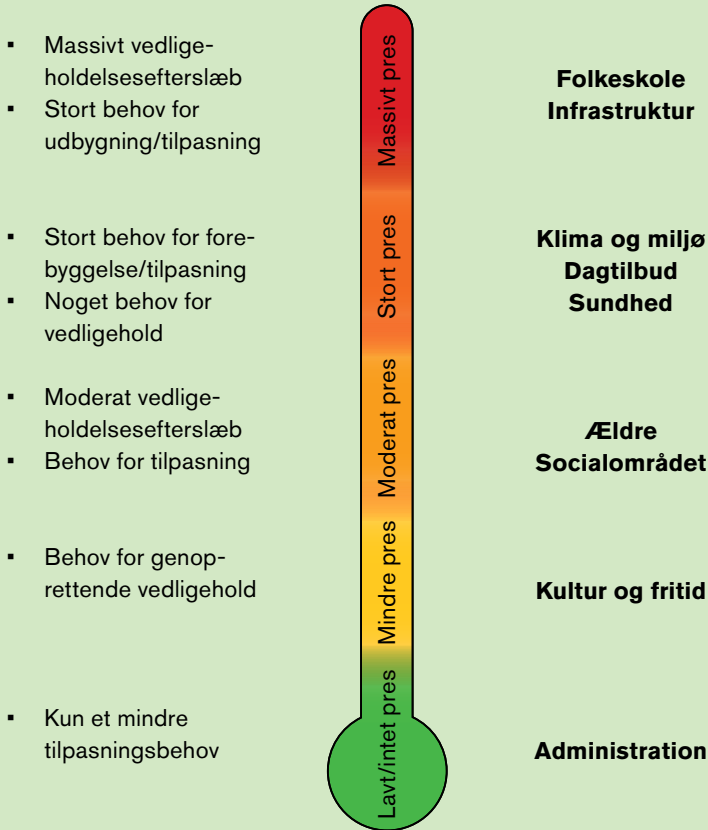 ▪ Massivt vedlige-
holdelsesefterslæb
▪ Stort behov for
udbygning/tilpasning
Massivt pres
Folkeskole
Infrastruktur
▪ Stort behov for fore-
byggelse/tilpasning
▪ Noget behov for
vedligehold
Stort pres
Klima og miljø
Dagtilbud
Sundhed
▪ Moderat vedlige-
holdelsesefterslæb
▪ Behov for tilpasning
Moderat pres
Ældre
Socialområdet
▪ Behov for genop-
rettende vedligehold
Mindre pres
Kultur og fritid
▪ Kun et mindre
tilpasningsbehov
Lavt/intet pres
Administration